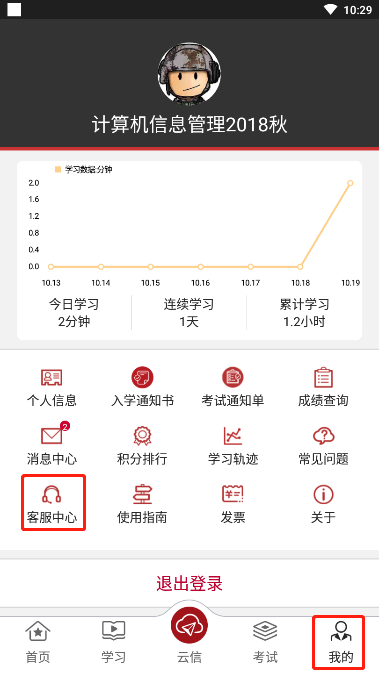 10:29
计算机信息管理2018秋
学习数据:分钟
2.0
1.6
1.2
0.8
0.4
0.0
10.13 10.14 10.15 10.16 10.17 10.18 10.19
今日学习 连续学习 累计学习
2分钟 1天 1.2小时
个人信息 入学通知书 考试通知单 成绩查询
2
消息中心 积分排行 学习轨迹 常见问题
客服中心 使用指南 发票 关于
退出登录
首页 学习 云信 考试 我的